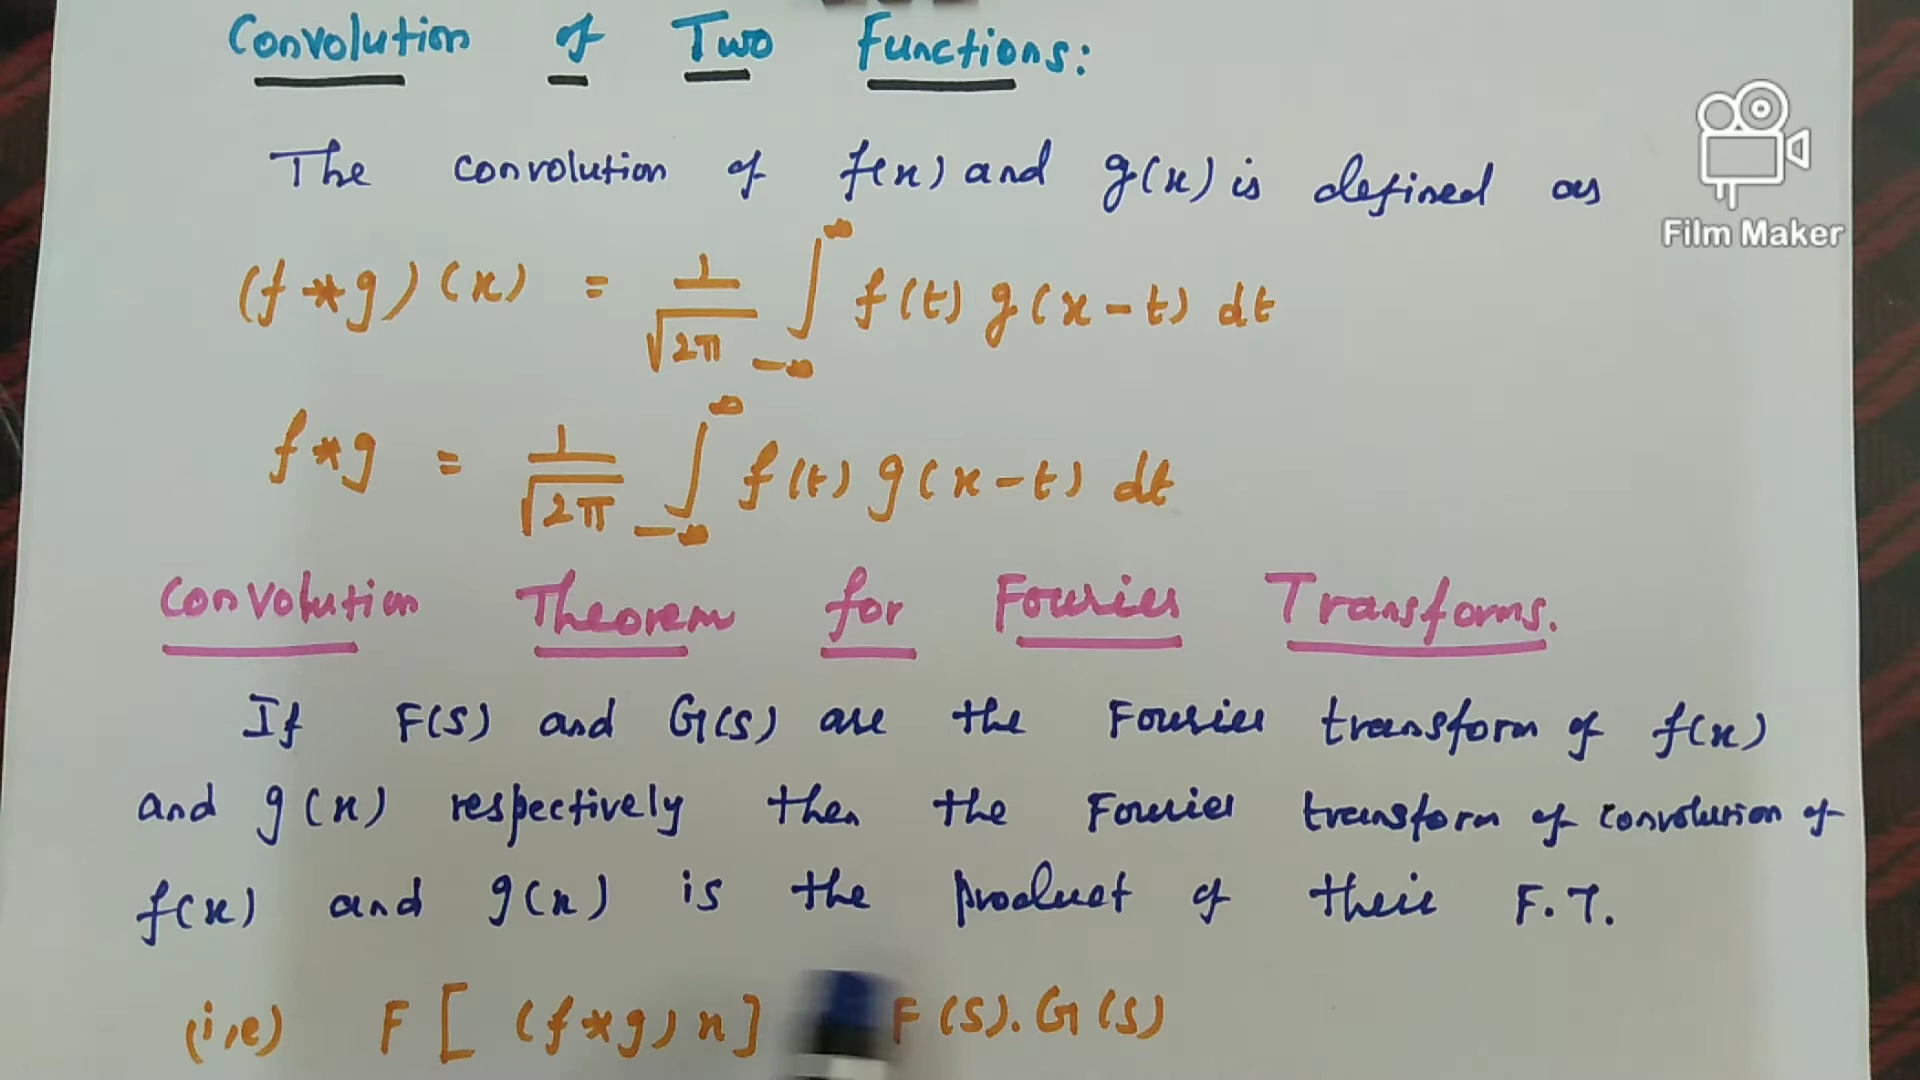 Convolution of Two Functions:
The convolution of f(x) and g(x) is defined as
Film Maker
(f*g)(x) = 1/√2π ∫_-∞^∞ f(t) g(x-t) dt
f*g = 1/√2π ∫_-∞^∞ f(t) g(x-t) dt
Convolution Theorem for Fourier Transforms.
If F(S) and G(S) are the Fourier transform of f(x)
and g(x) respectively then the Fourier transform of convolution of
f(x) and g(x) is the product of their F.T.
(i,e) F[(f*g)x] F(S).G(S)